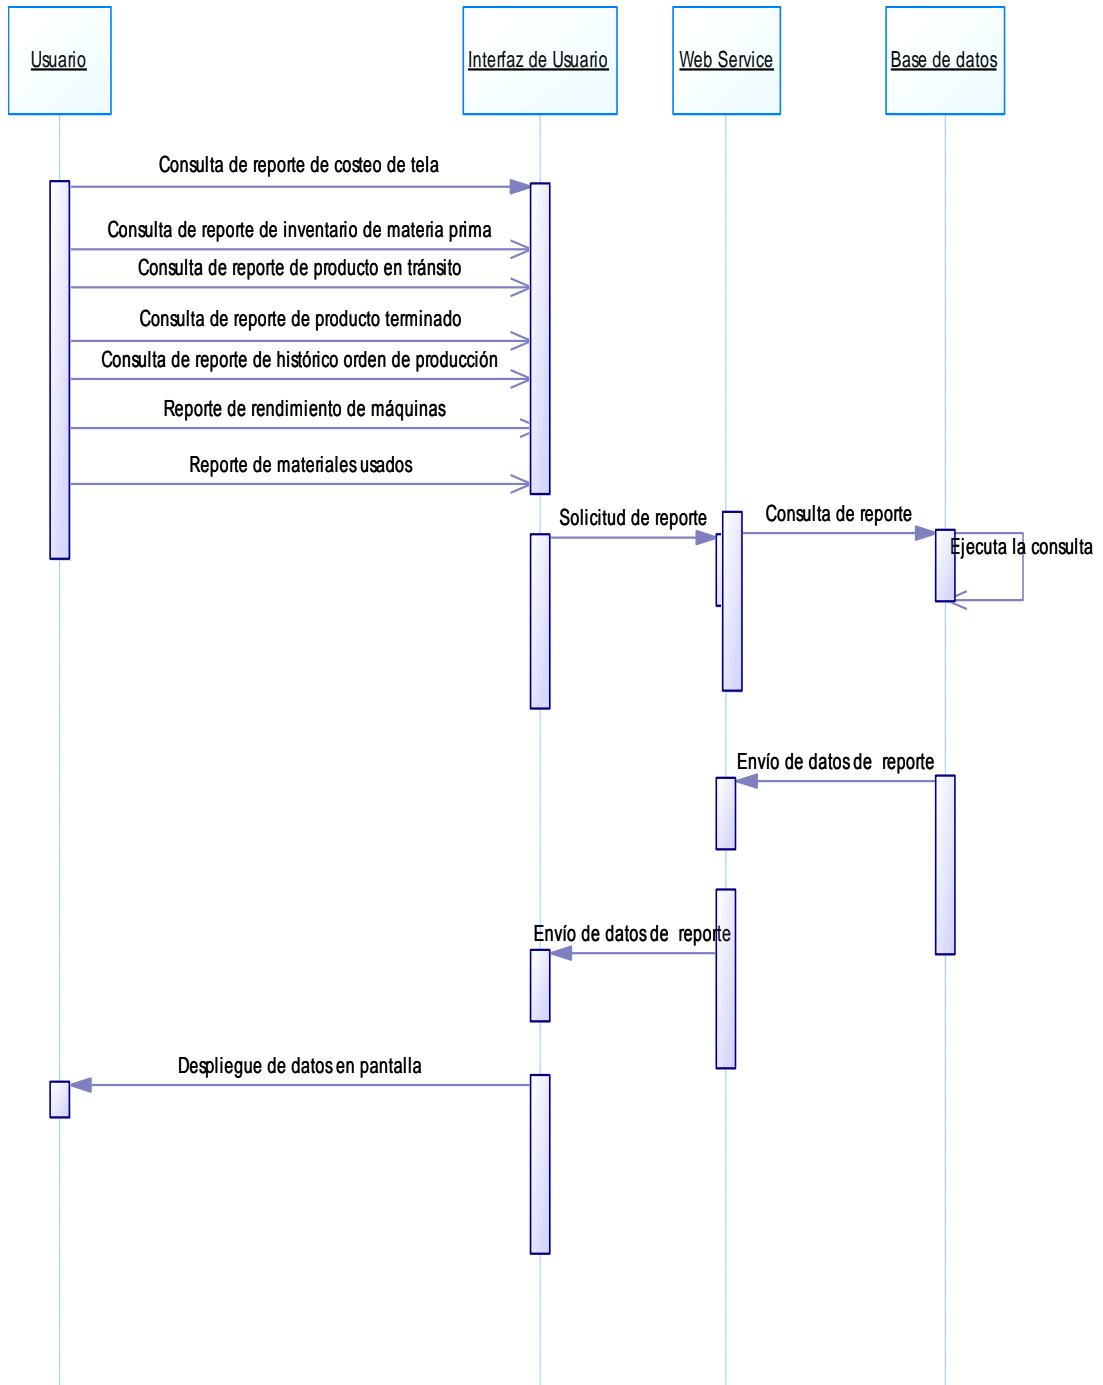 Usuario
Interfaz de Usuario
Web Service
Base de datos
Consulta de reporte de costeo de tela
Consulta de reporte de inventario de materia prima
Consulta de reporte de producto en tránsito
Consulta de reporte de producto terminado
Consulta de reporte de histórico orden de producción
Reporte de rendimiento de máquinas
Reporte de materiales usados
Solicitud de reporte
Consulta de reporte
Ejecuta la consulta
Envío de datos de reporte
Envío de datos de reporte
Despliegue de datos en pantalla